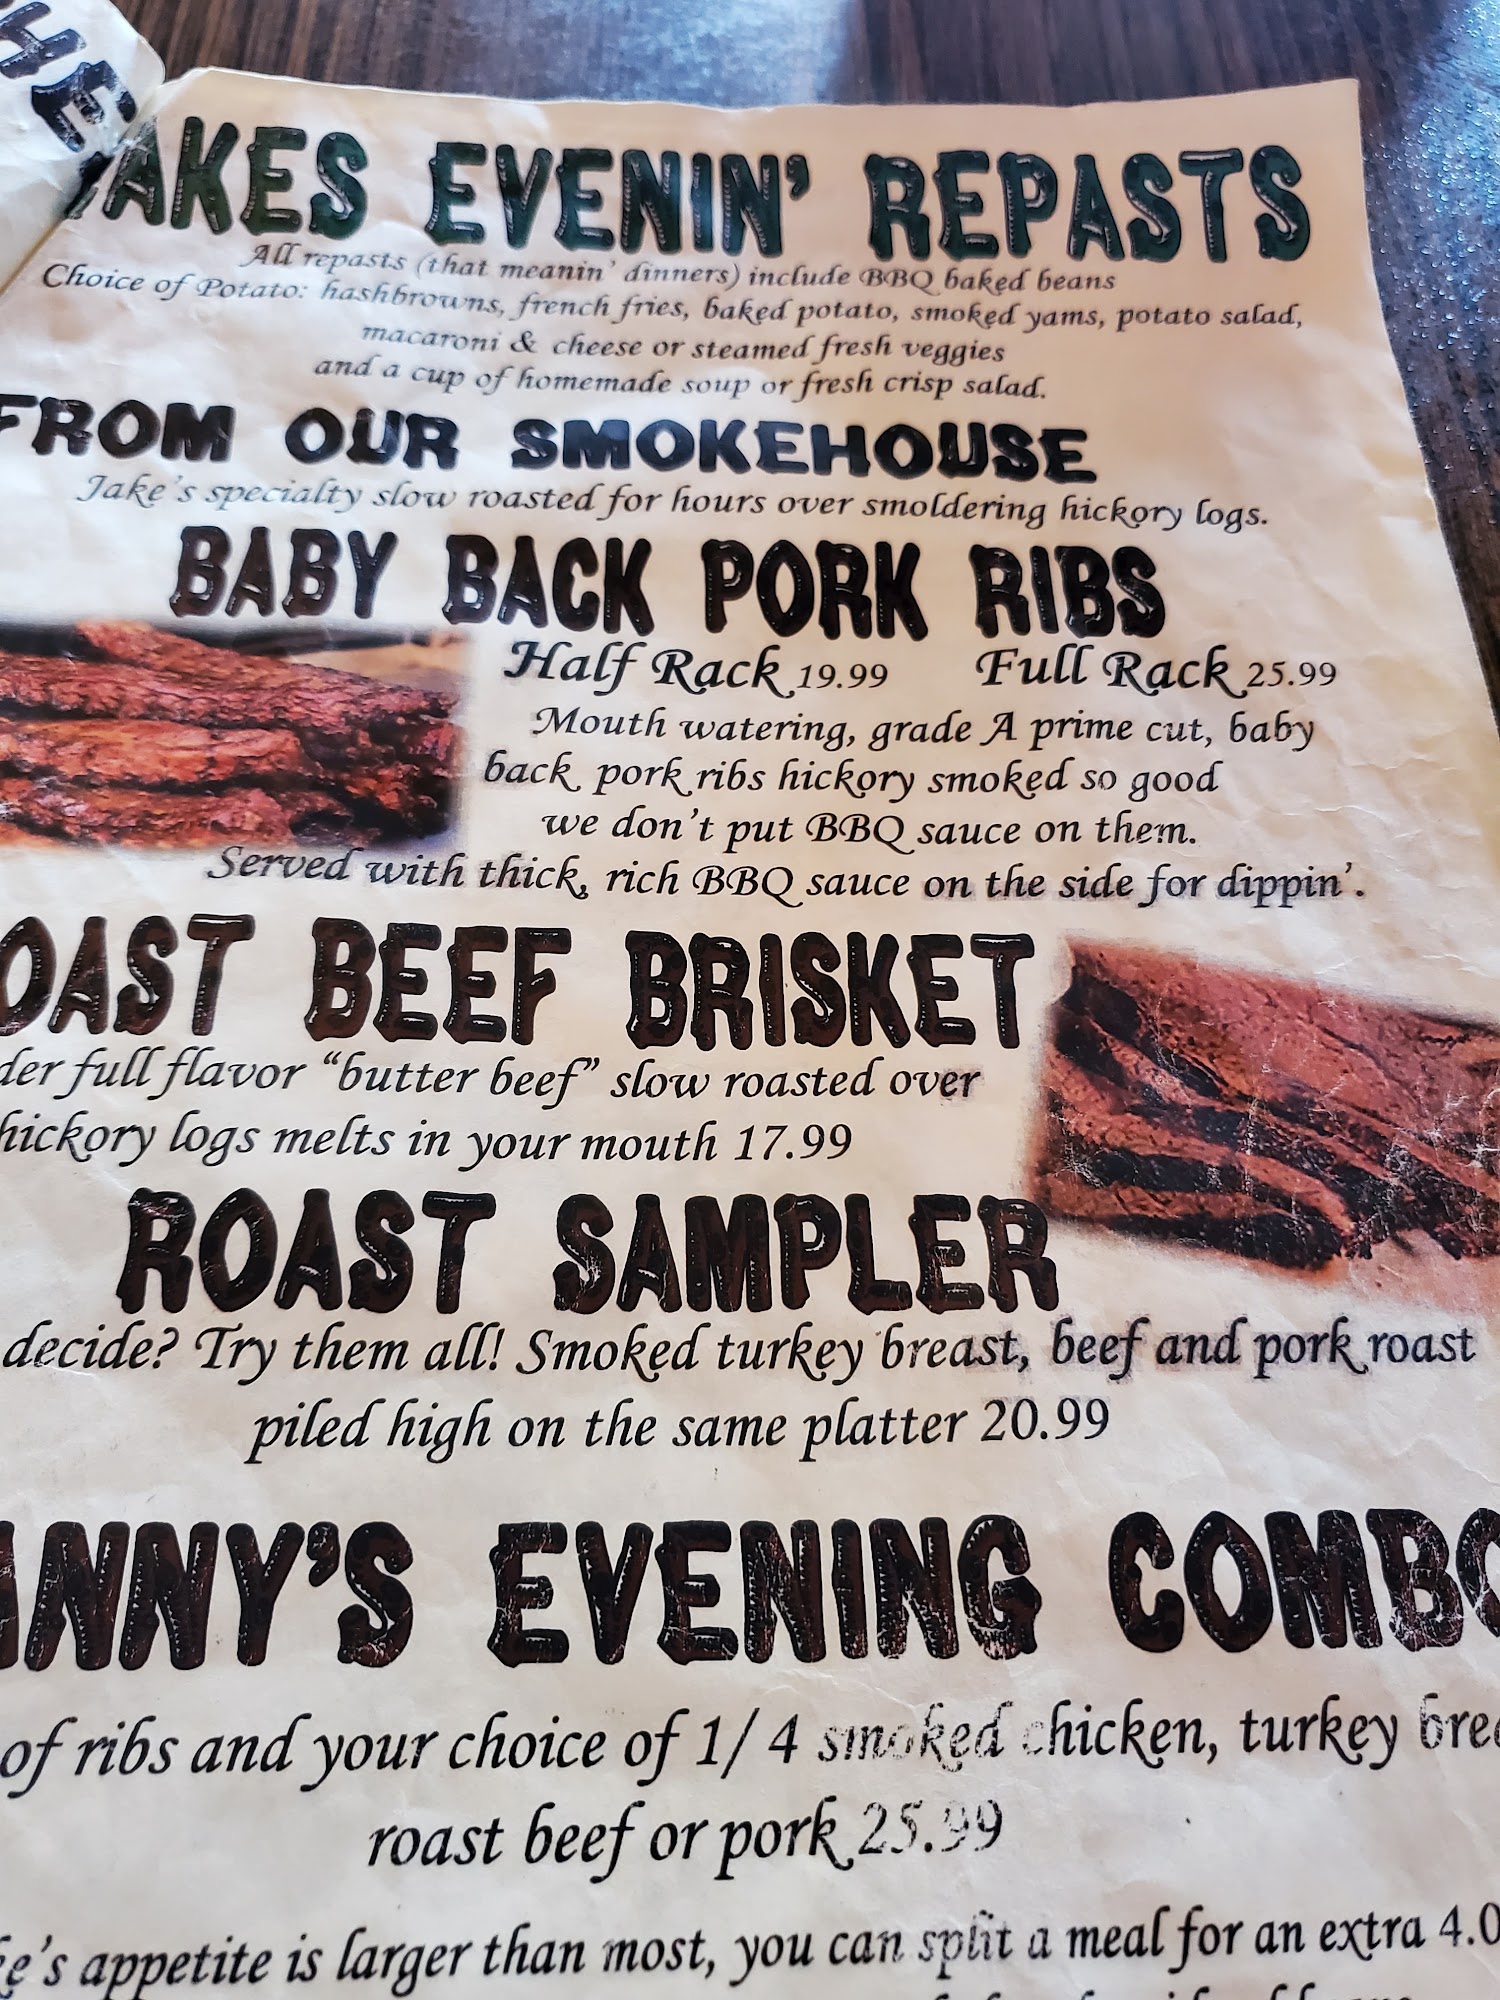 HE
AKES EVENIN' REPASTS
All repasts (that meanin' dinners) include BBQ baked beans
Choice of Potato: hashbrowns, french fries, baked potato, smoked yams, potato salad,
macaroni & cheese or steamed fresh veggies
and a cup of homemade soup or fresh crisp salad.
FROM OUR SMOKEHOUSE
Jake's specialty slow roasted for hours over smoldering hickory logs.
BABY BACK PORK RIBS
Half Rack 19.99 Full Rack 25.99
Mouth watering, grade A prime cut, baby
back pork ribs hickory smoked so good
we don't put BBQ sauce on them.
Served with thick, rich BBQ sauce on the side for dippin'.
OAST BEEF BRISKET
der full flavor "butter beef" slow roasted over
hickory logs melts in your mouth 17.99
ROAST SAMPLER
decide? Try them all! Smoked turkey breast, beef and pork roast
piled high on the same platter 20.99
ANNY'S EVENING COMBO
of ribs and your choice of 1/4 smoked chicken, turkey brea
roast beef or pork 25.99
ke's appetite is larger than most, you can split a meal for an extra 4.0